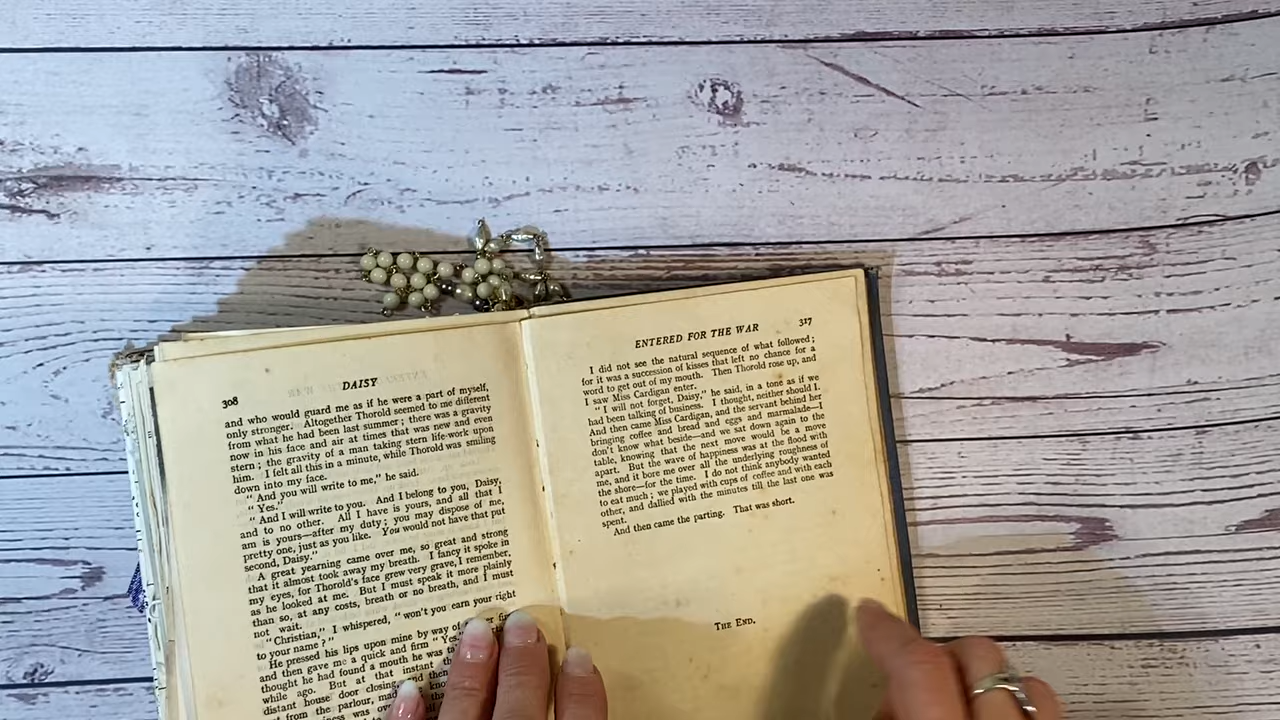 308
DAISY
and who would guard me as if he were a part of myself,
only stronger. Altogether Thorold seemed to me different
from what he had been last summer; there was a gravity
now in his face and air at times that was new and even
stern; the gravity of a man taking stern life-work upon
him. I felt all this in a minute, while Thorold was smiling
down into my face.
"And you will write to me," he said.
"Yes."
"And I will write to you. And I belong to you, Daisy,
and to no other. All I have is yours, and all that I
am is yours—after my duty; you may dispose of me,
pretty one, just as you like. You would not have that put
second, Daisy."
A great yearning came over me, so great and strong
that it almost took away my breath. I fancy it spoke in
my eyes, for Thorold's face grew very grave, I remember,
as he looked at me. But I must speak it more plainly
than so, at any costs, breath or no breath, and I must
not wait.
"Christian," I whispered, "won't you earn your right
to your name?"
He pressed his lips upon mine by way of
and then gave me a quick and firm "Yes
thought he had found a mouth he was
while ago. But at that instant
distant house door closing, and then
from the parlour,
was
ENTERED FOR THE WAR
317
I did not see the natural sequence of what followed;
for it was a succession of kisses that left no chance for a
word to get out of my mouth. Then Thorold rose up, and
I saw Miss Cardigan enter.
"I will not forget, Daisy," he said, in a tone as if we
had been talking of business. I thought, neither should I.
And then came Miss Cardigan, and the servant behind her
bringing coffee and bread and eggs and marmalade—I
don't know what beside—and we sat down again to the
table, knowing that the next move would be a move
apart. But the wave of happiness was at the flood with
me, and it bore me over all the underlying roughness of
the shore—for the time. I do not think anybody wanted
to eat much; we played with cups of coffee and with each
other, and dallied with the minutes till the last one was
spent.
And then came the parting. That was short.
THE END.